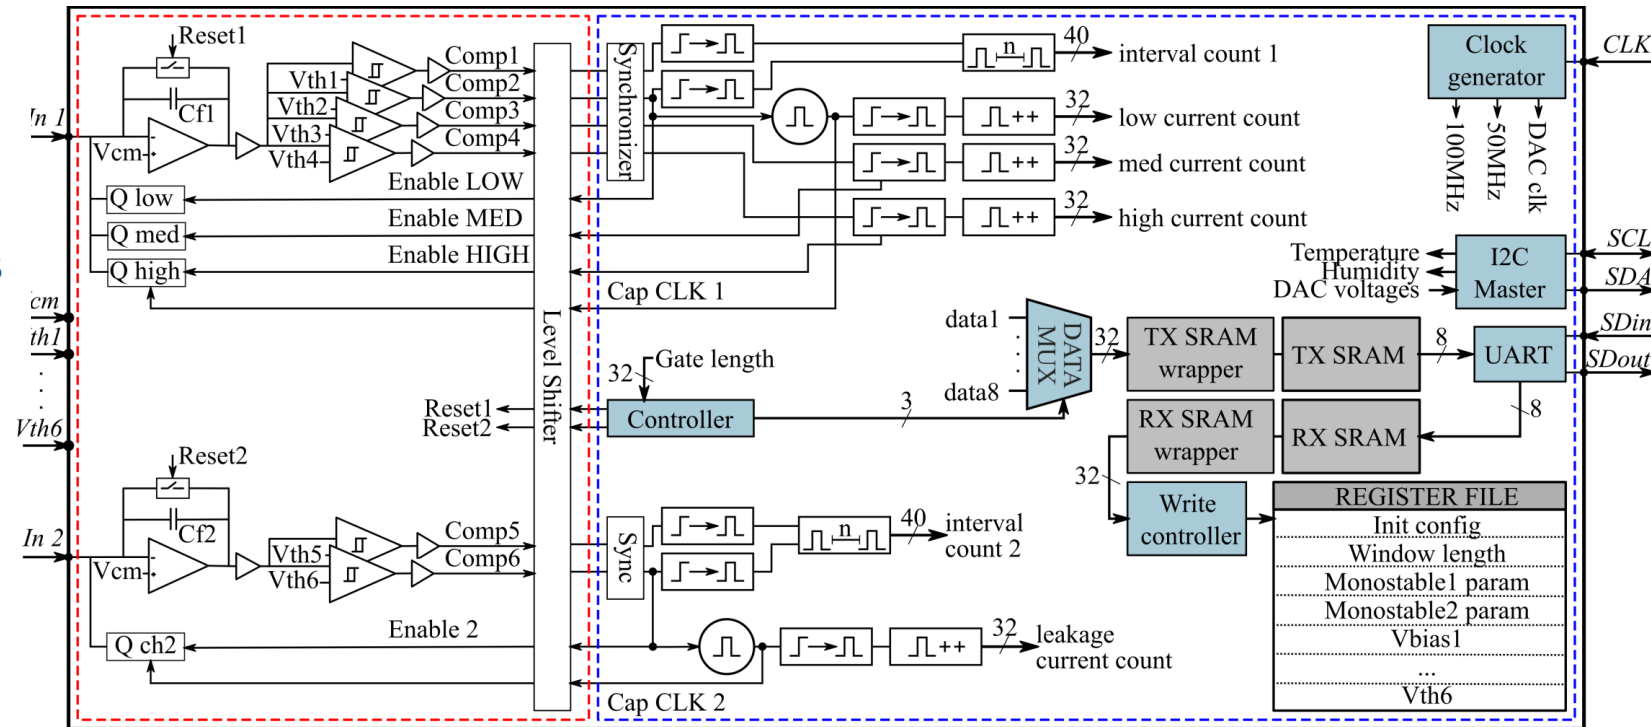 Reset1
Cf1
In 1
Vcm
Vth1
Vth2
Vth3
Vth4
Comp1
Comp2
Comp3
Comp4
Q low
Q med
Q high
Enable LOW
Enable MED
Enable HIGH
Level Shifter
Synchronizer
n
40
interval count 1
++
32
low current count
++
32
med current count
++
32
high current count
Cap CLK 1
Clock
generator
CLK
100MHz
50MHz
DAC clk
Temperature
Humidity
DAC voltages
I2C
Master
SCL
SDA
cm
th1
Vth6
Gate length
32
Reset1
Reset2
Controller
3
data1
data8
DATA
MUX
32
TX SRAM
wrapper
TX SRAM
8
UART
SDin
SDout
8
RX SRAM
wrapper
RX SRAM
32
Write
controller
REGISTER FILE
Init config
Window length
Monostable1 param
Monostable2 param
Vbias1
...
Vth6
Reset2
Cf2
In 2
Vcm
Vth5
Vth6
Comp5
Comp6
Q ch2
Enable 2
Sync
n
40
interval
count 2
++
32
leakage
current count
Cap CLK 2